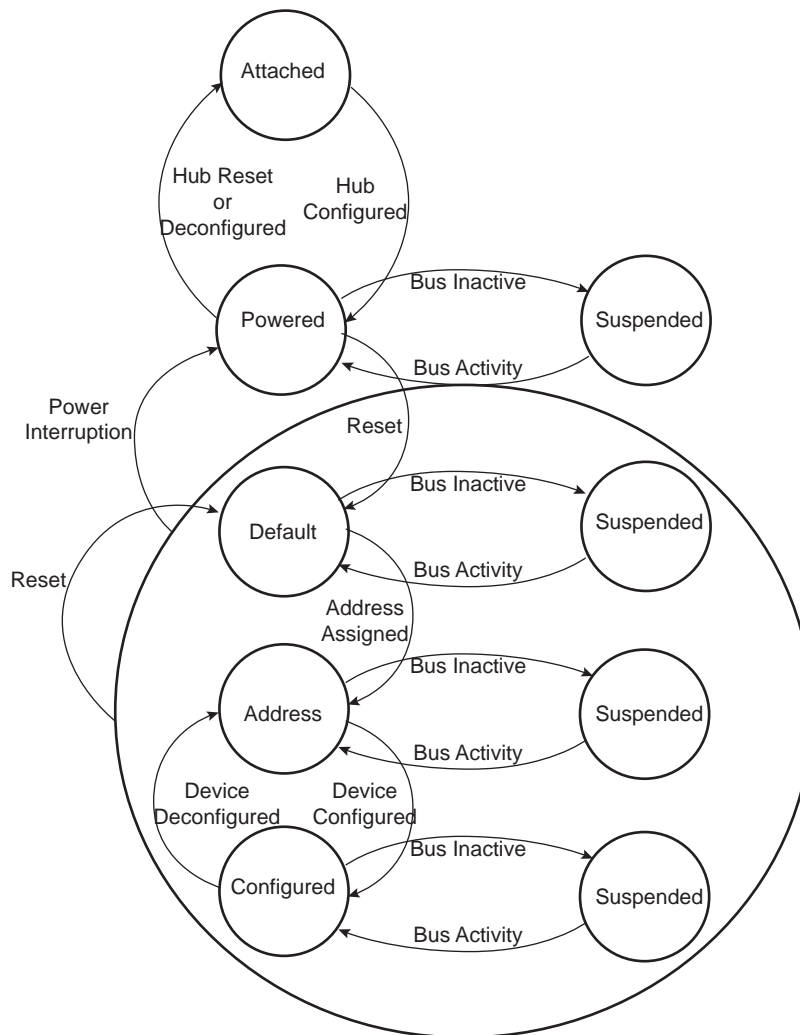 Attached
Hub Reset
or
Deconfigured
Hub
Configured
Powered
Bus Inactive
Suspended
Bus Activity
Power
Interruption
Reset
Default
Bus Inactive
Suspended
Bus Activity
Reset
Address
Assigned
Address
Bus Inactive
Suspended
Bus Activity
Device
Deconfigured
Device
Configured
Configured
Bus Inactive
Suspended
Bus Activity